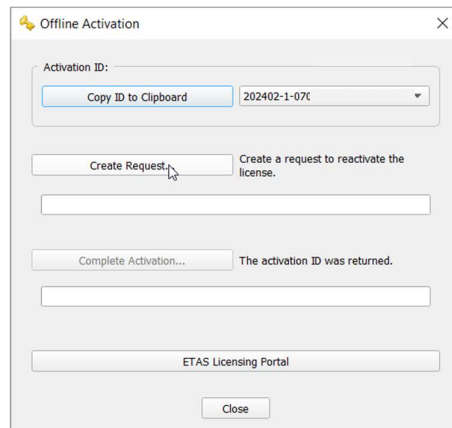 Offline Activation
Activation ID:
Copy ID to Clipboard
202402-1-070
Create Request...
Create a request to reactivate the
license.
Complete Activation...
The activation ID was returned.
ETAS Licensing Portal
Close